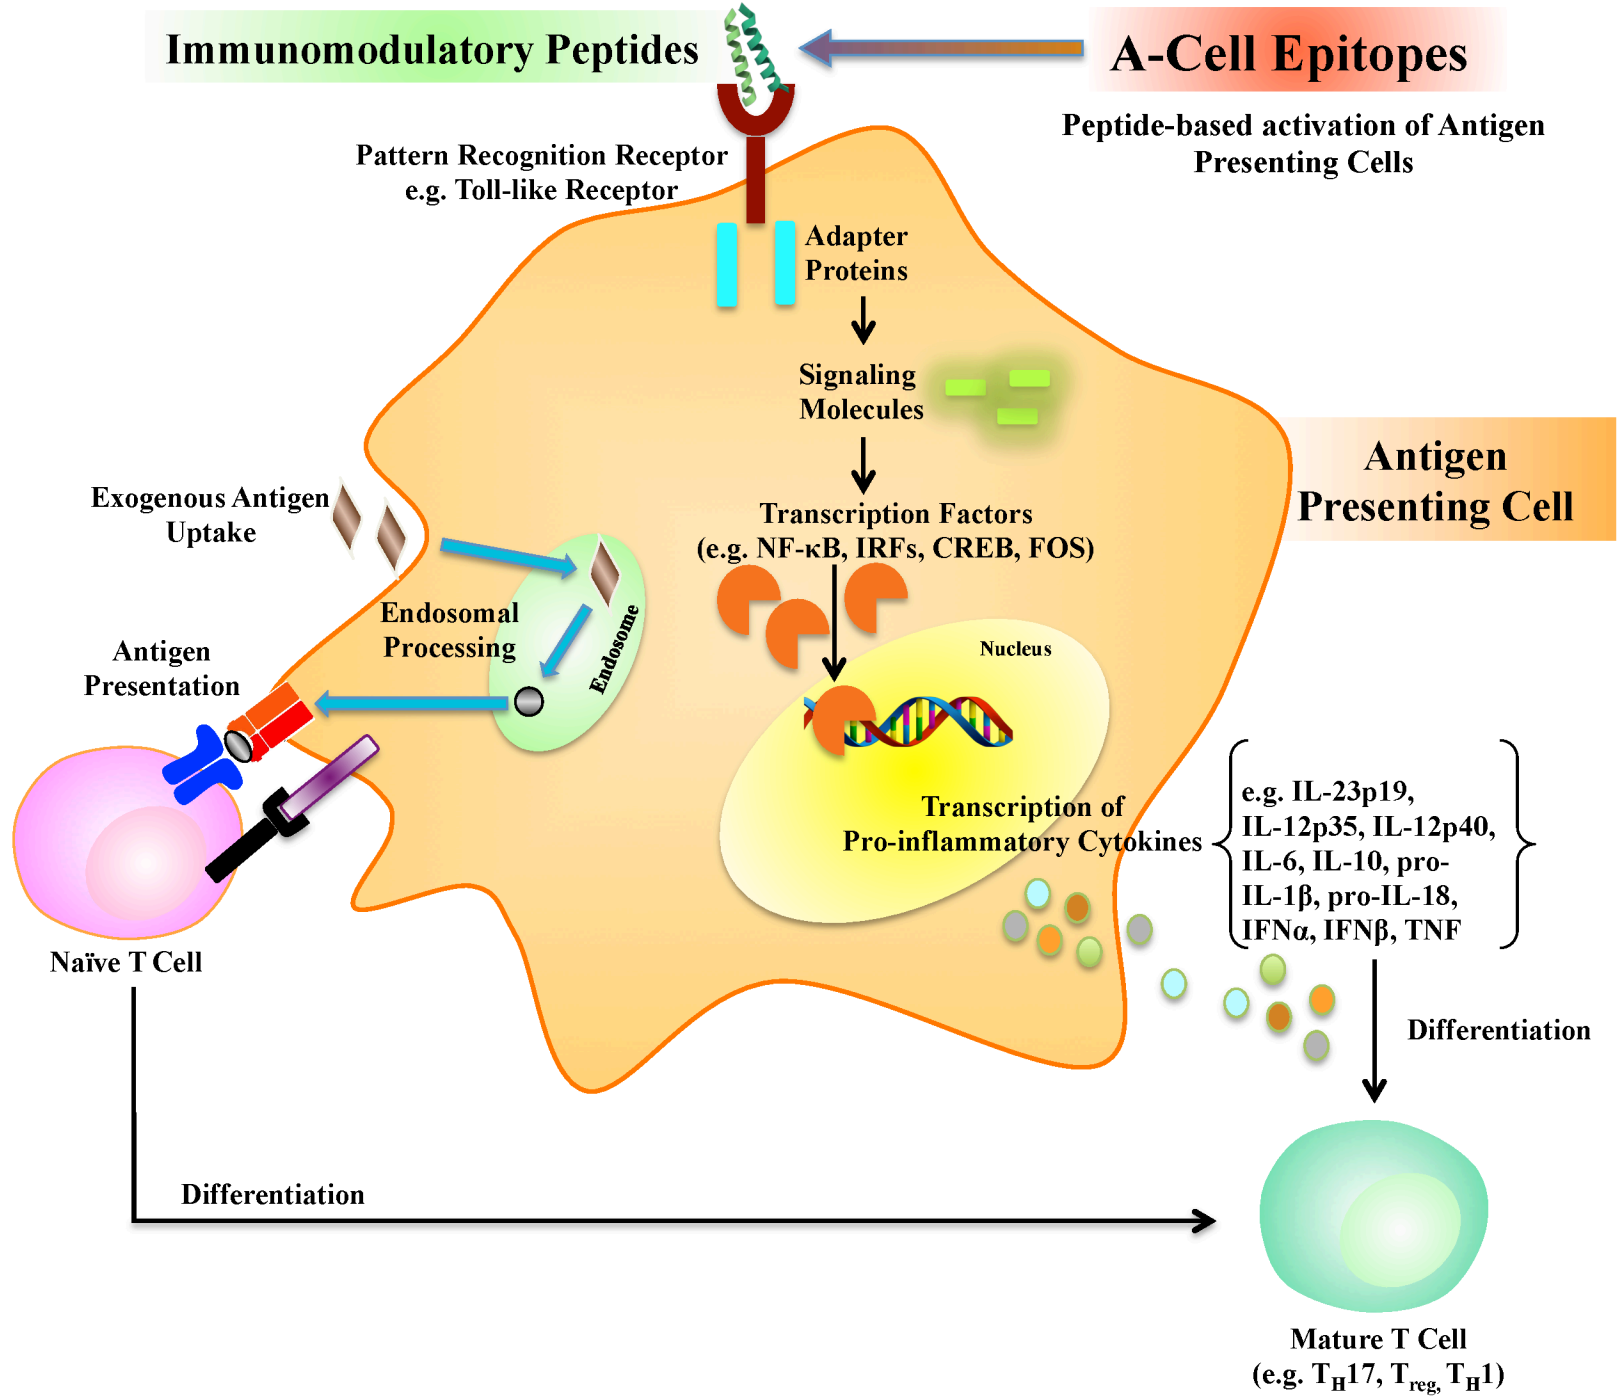 Immunomodulatory Peptides
A-Cell Epitopes
Peptide-based activation of Antigen
Presenting Cells
Pattern Recognition Receptor
e.g. Toll-like Receptor
Adapter
Proteins
Signaling
Molecules
Antigen
Presenting Cell
Exogenous Antigen
Uptake
Transcription Factors
(e.g. NF-κB, IRFs, CREB, FOS)
Endosomal
Processing
Endosome
Nucleus
Antigen
Presentation
Transcription of
Pro-inflammatory Cytokines
e.g. IL-23p19,
IL-12p35, IL-12p40,
IL-6, IL-10, pro-
IL-1β, pro-IL-18,
IFNα, IFNβ, TNF
Naïve T Cell
Differentiation
Differentiation
Mature T Cell
(e.g. TH17, Treg, TH1)